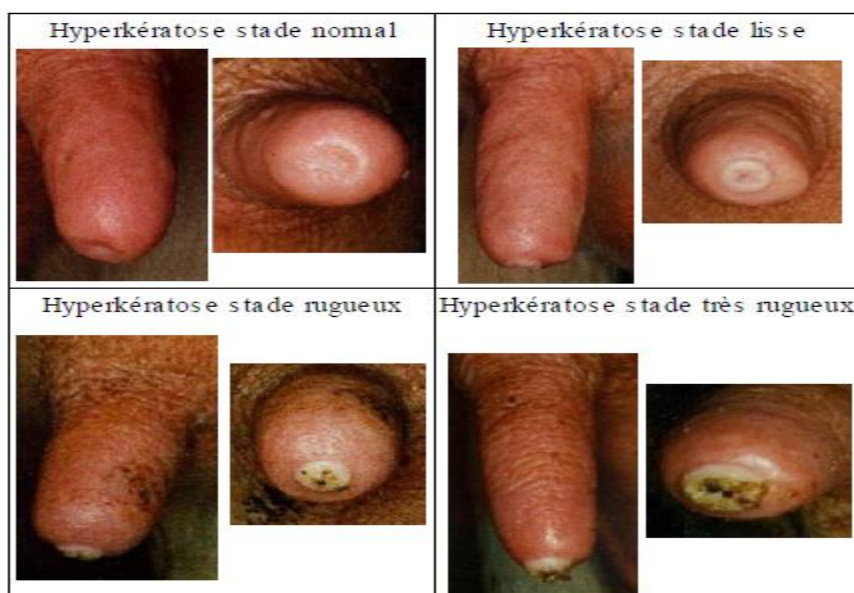 Hyperkératose stade normal
Hyperkératose stade lisse
Hyperkératose stade rugueux
Hyperkératose stade très rugueux